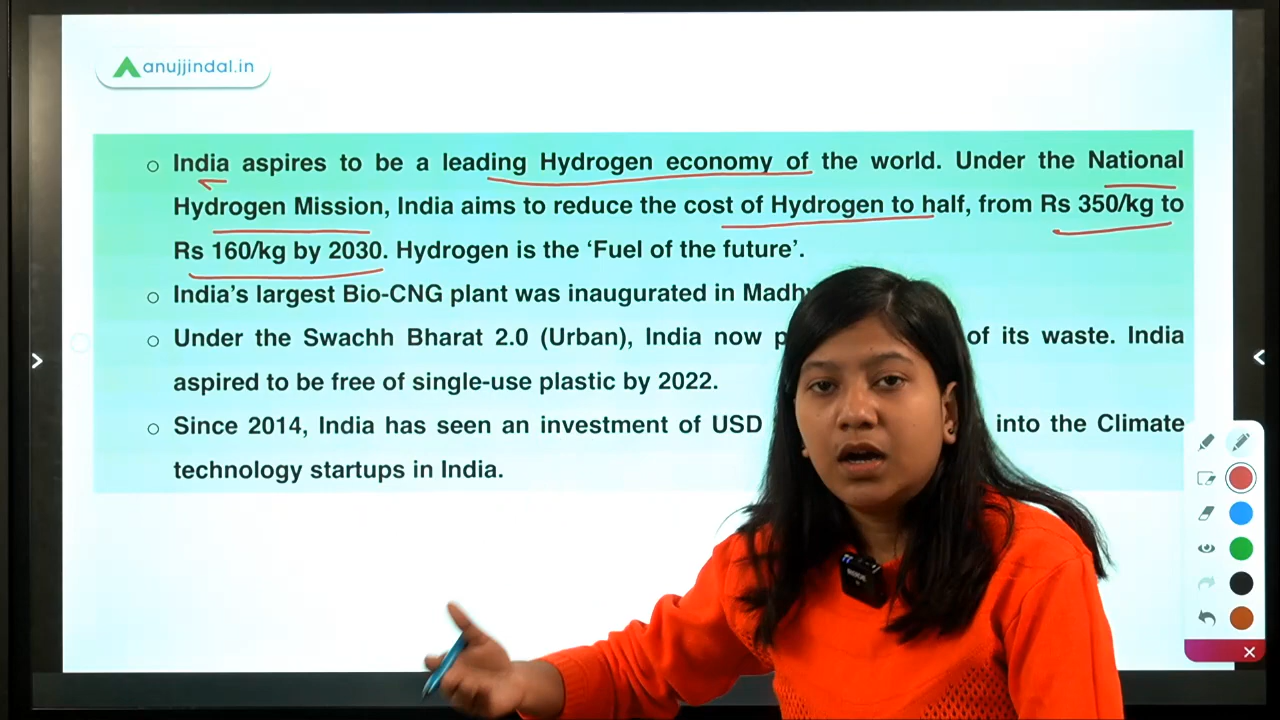 anujjindal.in
India aspires to be a leading Hydrogen economy of the world. Under the National
Hydrogen Mission, India aims to reduce the cost of Hydrogen to half, from Rs 350/kg to
Rs 160/kg by 2030. Hydrogen is the ‘Fuel of the future’.
India’s largest Bio-CNG plant was inaugurated in
Under the Swachh Bharat 2.0 (Urban), India now of its waste. India
aspired to be free of single-use plastic by 2022.
Since 2014, India has seen an investment of USD into the Climate
technology startups in India.